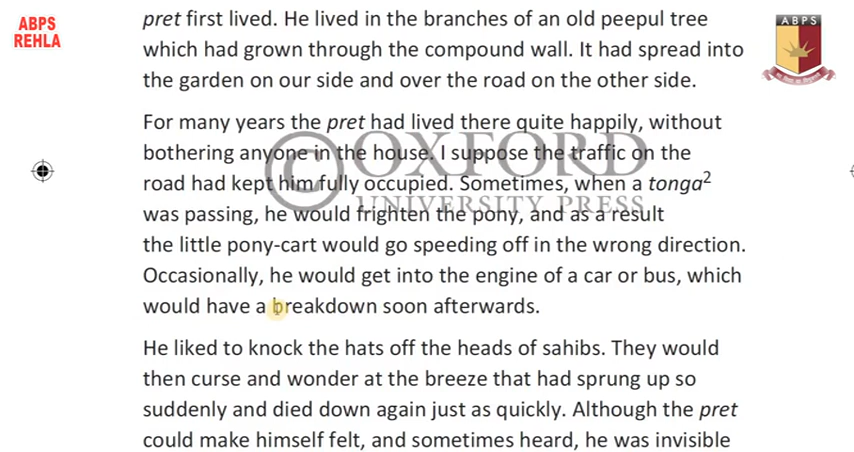 ABPS
REHLA
ABPS
pret first lived. He lived in the branches of an old peepul tree
which had grown through the compound wall. It had spread into
the garden on our side and over the road on the other side.
For many years the pret had lived there quite happily, without
bothering anyone in the house. I suppose the traffic on the
road had kept him fully occupied. Sometimes, when a tonga²
was passing, he would frighten the pony, and as a result
the little pony-cart would go speeding off in the wrong direction.
Occasionally, he would get into the engine of a car or bus, which
would have a breakdown soon afterwards.
© OXFORD
UNIVERSITY PRESS
He liked to knock the hats off the heads of sahibs. They would
then curse and wonder at the breeze that had sprung up so
suddenly and died down again just as quickly. Although the pret
could make himself felt, and sometimes heard, he was invisible